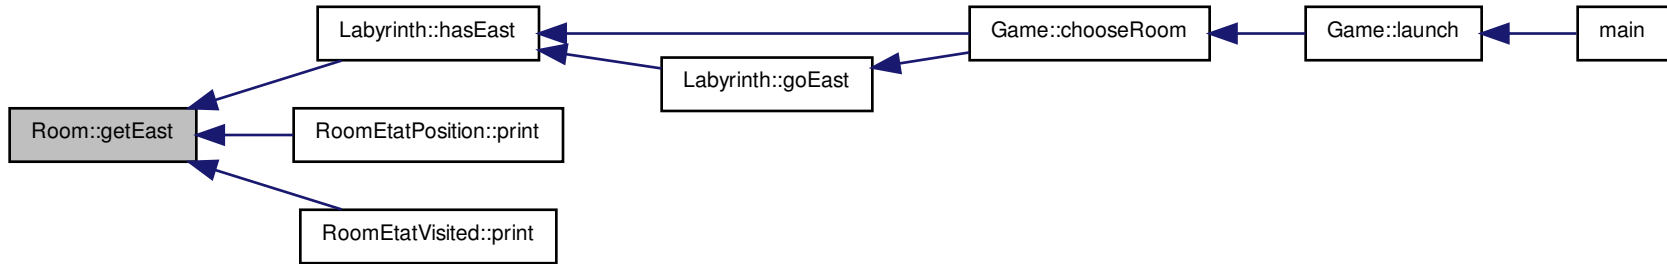 Labyrinth::hasEast
Game::chooseRoom
Game::launch
main
Labyrinth::goEast
Room::getEast
RoomEtatPosition::print
RoomEtatVisited::print